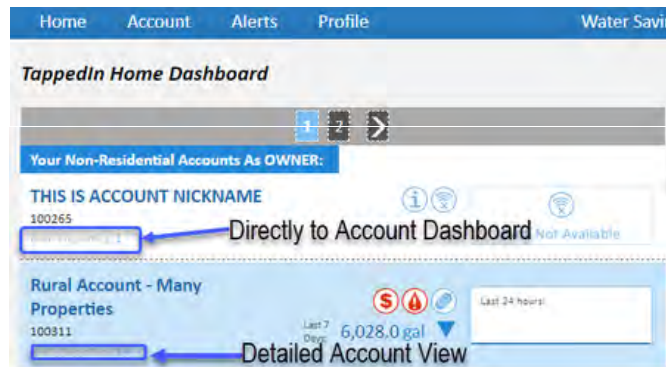 Home Account Alerts Profile Water Savi
TappedIn Home Dashboard
1 2 >
Your Non-Residential Accounts As OWNER:
THIS IS ACCOUNT NICKNAME
100265
Directly to Account Dashboard Not Available
Rural Account - Many
Properties
Last 24 hours:
100311
Last 7
Days 6,028.0 gal
Detailed Account View